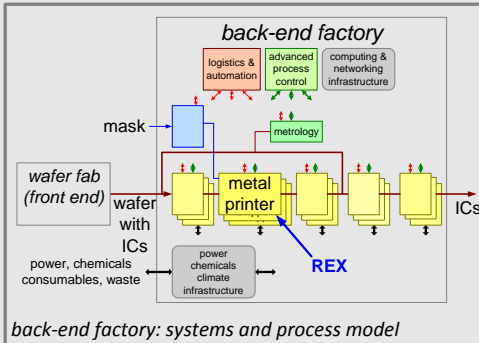 back-end factory
logistics &
automation
advanced
process
control
computing &
networking
infrastructure
mask
metrology
wafer fab
(front end)
metal
printer
wafer
with
ICs
ICs
REX
power, chemicals
consumables, waste
power
chemicals
climate
infrastructure
back-end factory: systems and process model